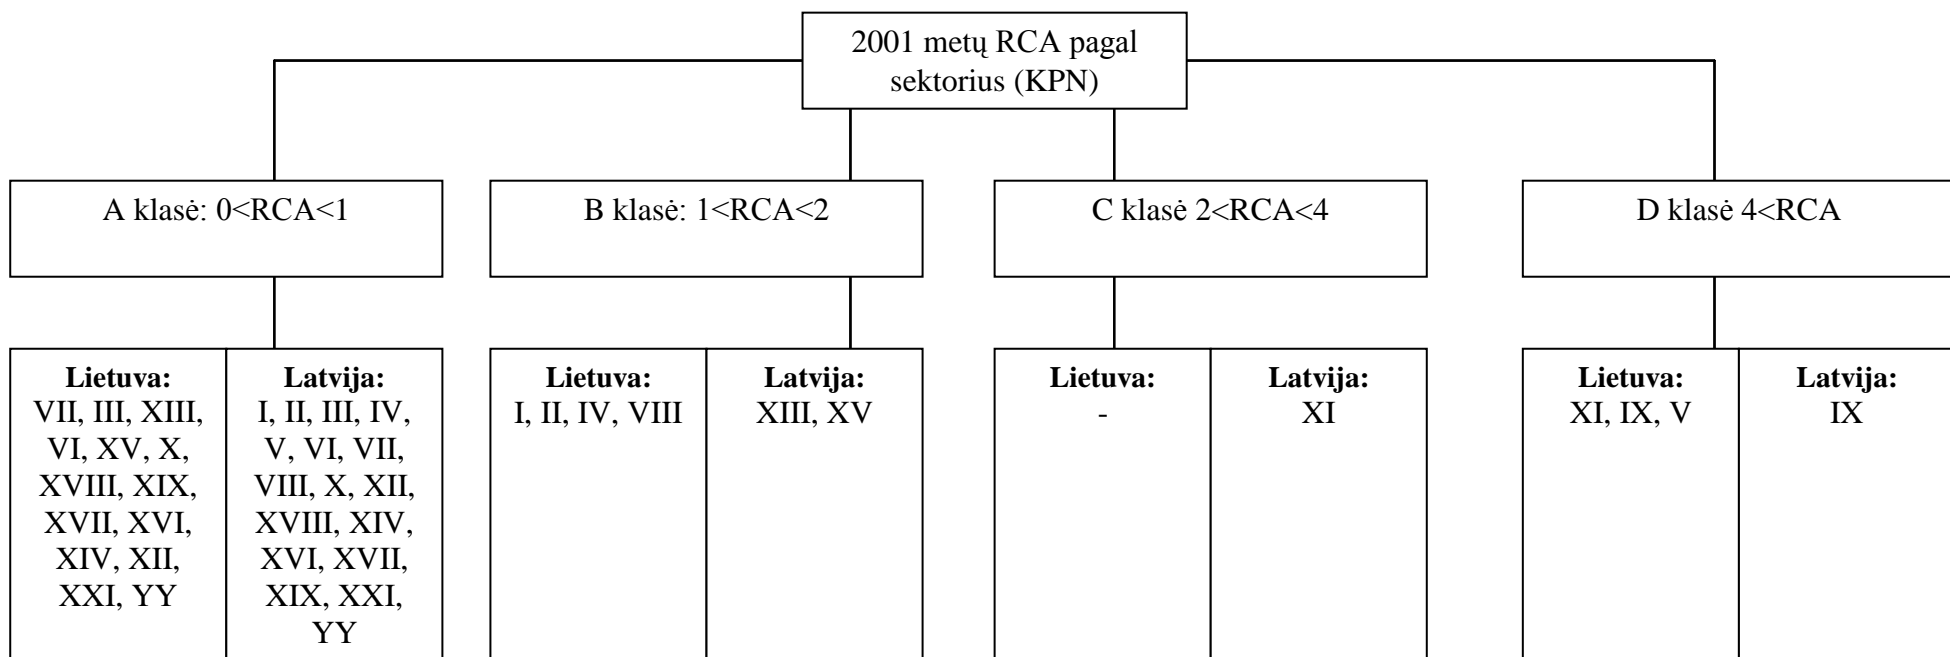 2001 metų RCA pagal
sektorius (KPN)
A klasė: 0<RCA<1
B klasė: 1<RCA<2
C klasė 2<RCA<4
D klasė 4<RCA
Lietuva:
VII, III, XIII,
VI, XV, X,
XVIII, XIX,
XVII, XVI,
XIV, XII,
XXI, YY
Latvija:
I, II, III, IV,
V, VI, VII,
VIII, X, XII,
XVIII, XIV,
XVI, XVII,
XIX, XXI,
YY
Lietuva:
I, II, IV, VIII
Latvija:
XIII, XV
Lietuva:
-
Latvija:
XI
Lietuva:
XI, IX, V
Latvija:
IX